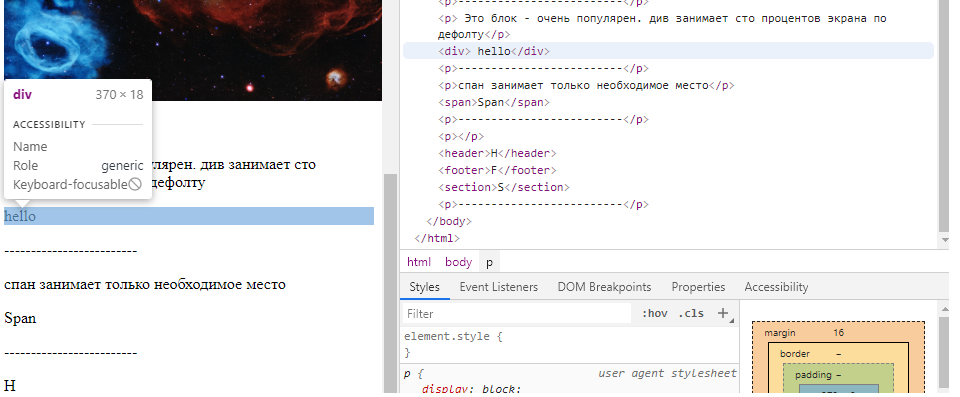 div 370 × 18
ACCESSIBILITY
Name
Role generic
Keyboard-focusable
улярен. див занимает сто
дефолту
hello
-------------------------
спан занимает только необходимое место
Span
-------------------------
H
<p>-------------------------</p>
<p> Это блок - очень популярен. див занимает сто процентов экрана по
дефолту</p>
<div> hello</div>
<p>-------------------------</p>
<p>спан занимает только необходимое место</p>
<span>Span</span>
<p>-------------------------</p>
<p></p>
<header>H</header>
<footer>F</footer>
<section>S</section>
<p>-------------------------</p>
</body>
</html>
html body p
Styles Event Listeners DOM Breakpoints Properties Accessibility
Filter :hov .cls +
element.style {
}
p { user agent stylesheet
display: block;
margin 16
border –
padding –